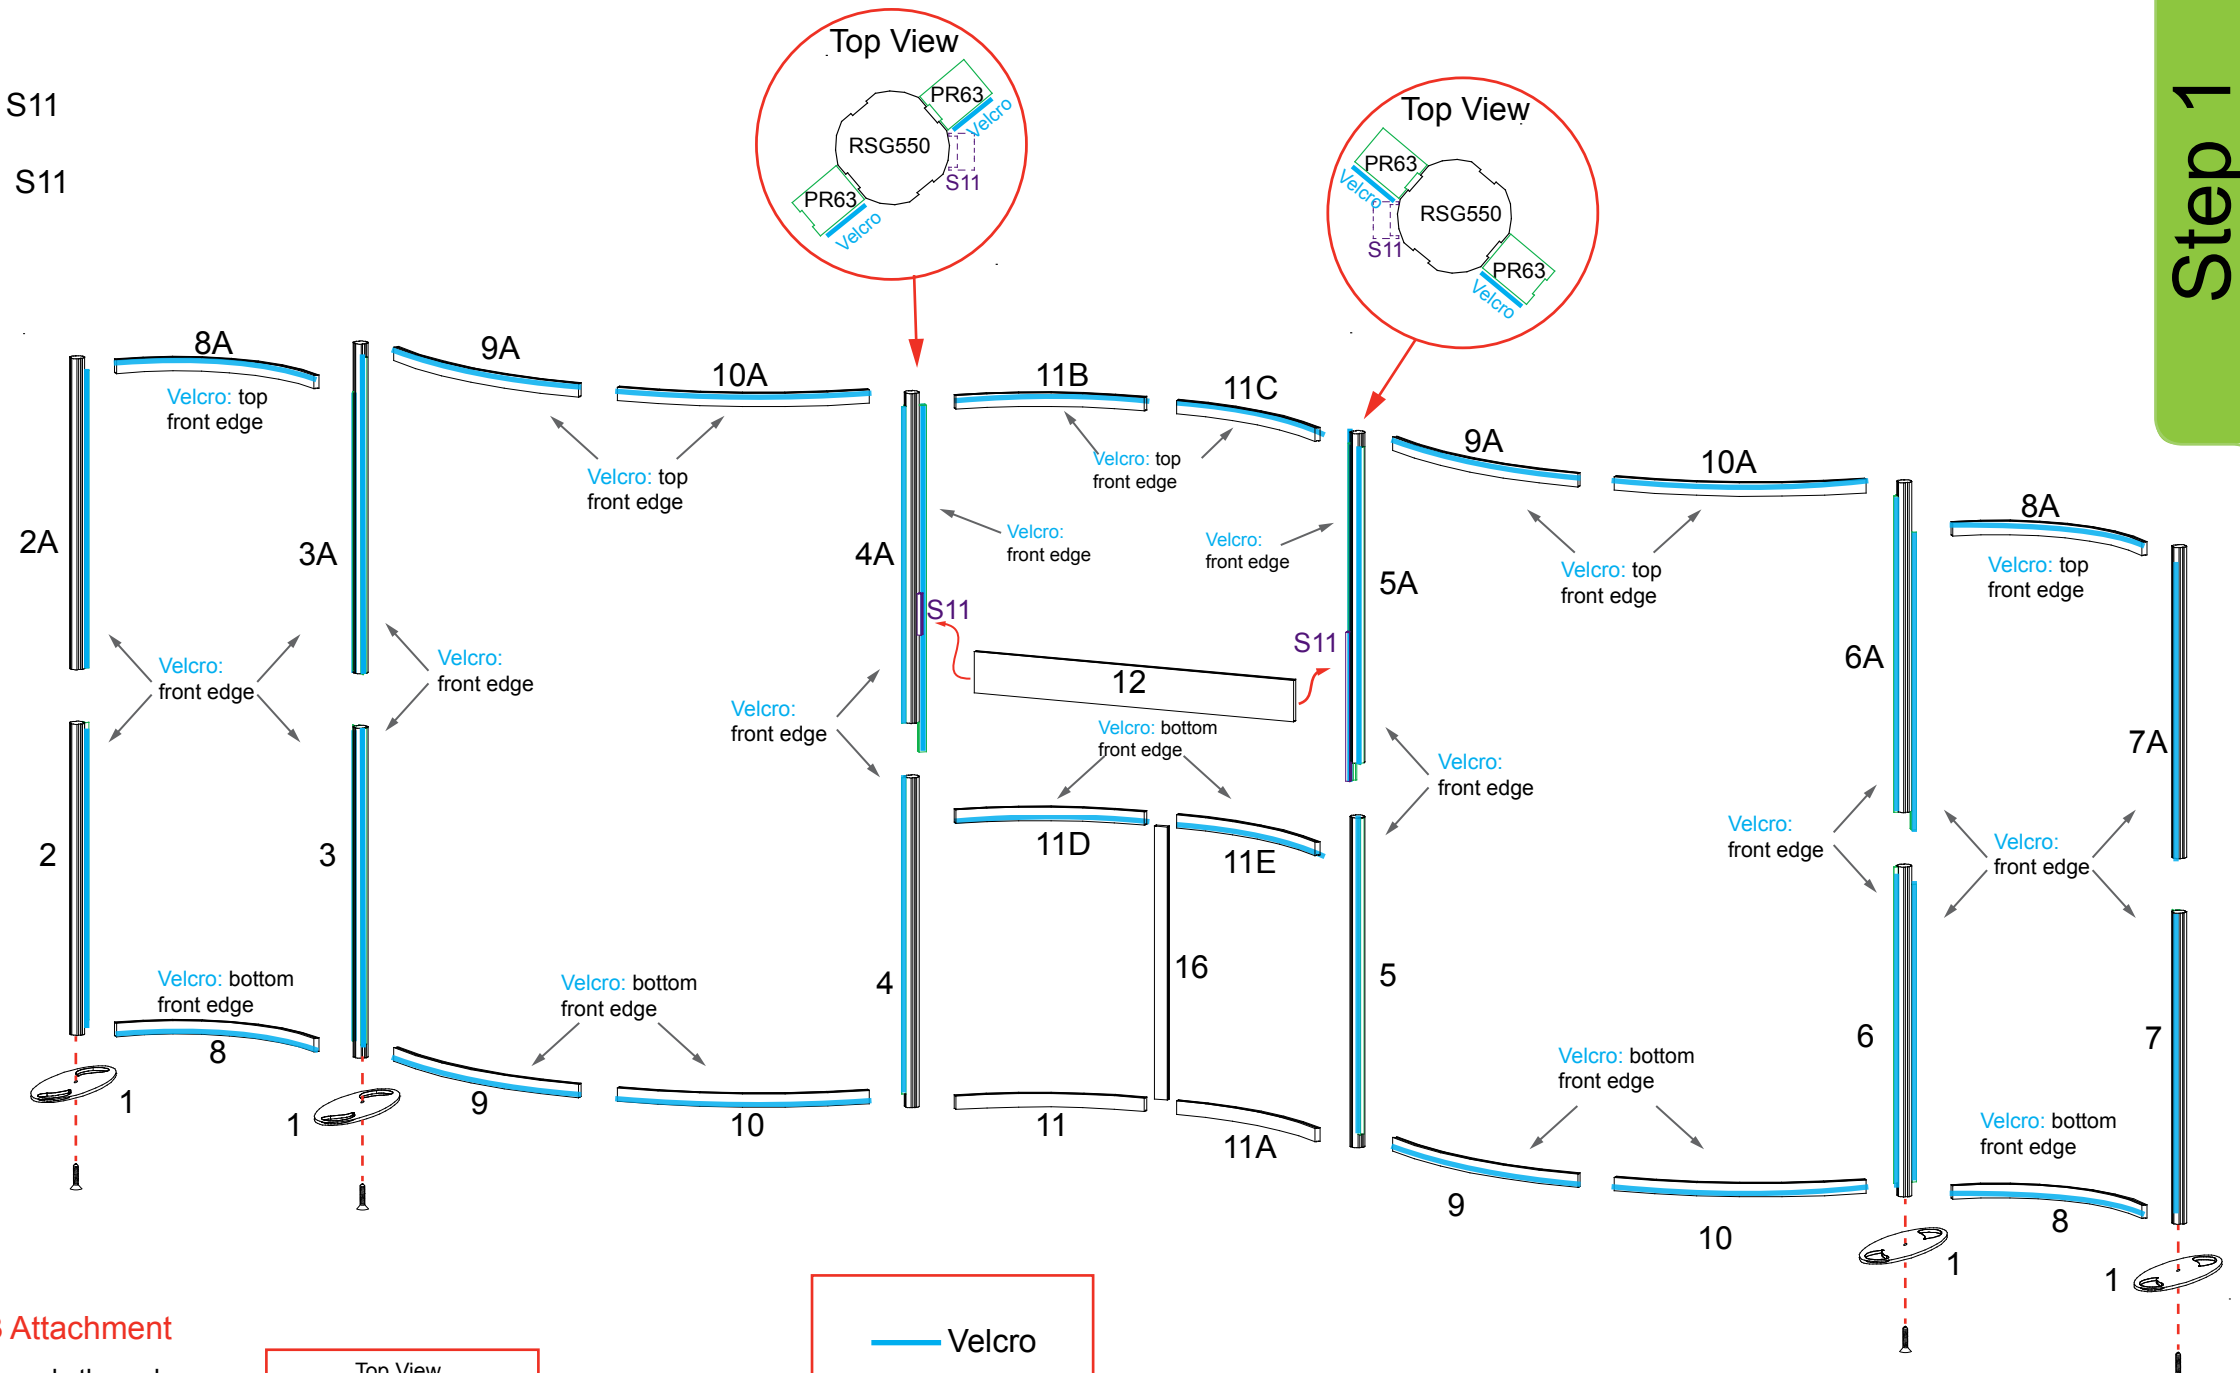 Step 1
S11
S11
Top View
PR63
Velcro
RSG550
S11
PR63
Velcro
Top View
PR63
Velcro
RSG550
S11
PR63
Velcro
8A
Velcro: top
front edge
9A
10A
Velcro: top
front edge
11B
11C
Velcro: top
front edge
9A
10A
Velcro: top
front edge
8A
Velcro: top
front edge
2A
3A
4A
Velcro:
front edge
Velcro:
front edge
5A
6A
7A
S11
S11
12
Velcro:
front edge
Velcro:
front edge
Velcro:
front edge
Velcro: bottom
front edge
Velcro:
front edge
Velcro:
front edge
Velcro:
front edge
11D
11E
2
3
4
16
5
6
7
Velcro: bottom
front edge
8
Velcro: bottom
front edge
9
10
11
11A
Velcro: bottom
front edge
9
10
Velcro: bottom
front edge
8
1
1
1
1
Attachment
Top View
Velcro